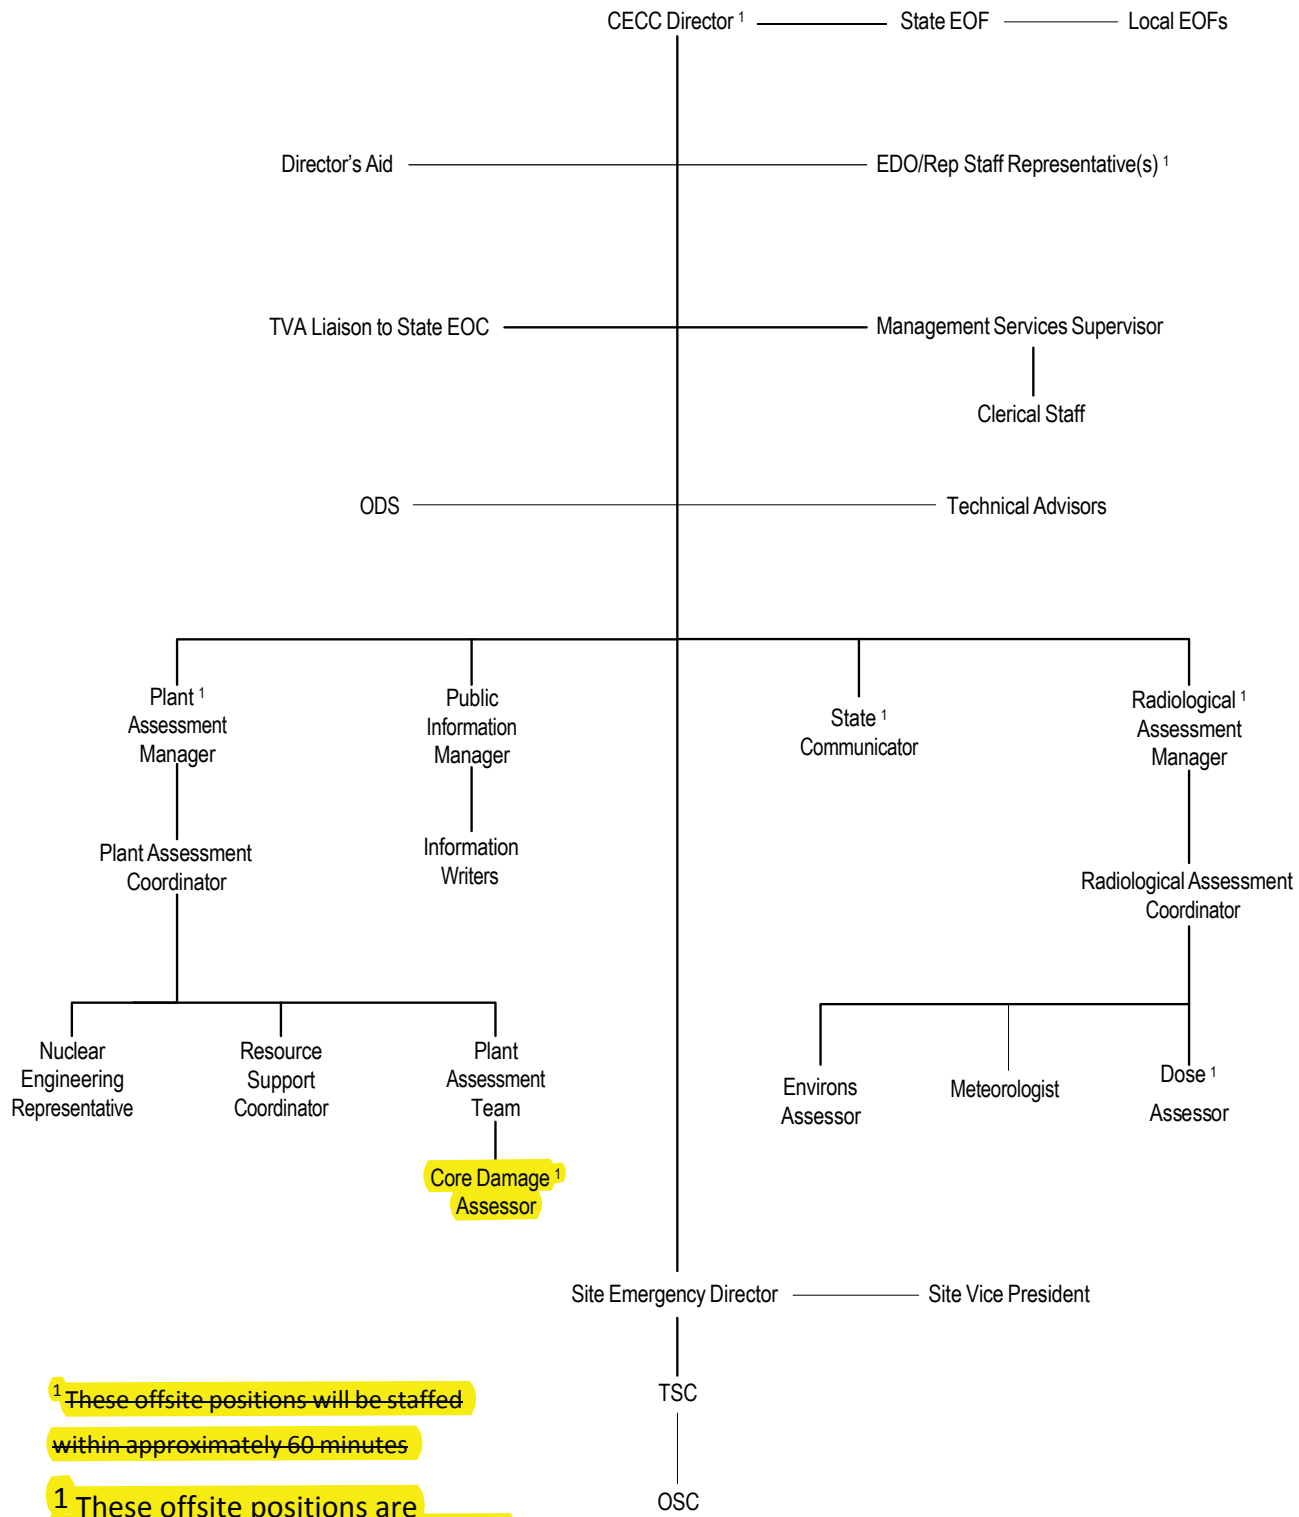 CECC Director ¹ State EOF Local EOFs
Director’s Aid EDO/Rep Staff Representative(s) ¹
TVA Liaison to State EOC Management Services Supervisor
Clerical Staff
ODS Technical Advisors
Plant ¹
Assessment
Manager
Public
Information
Manager
State ¹
Communicator
Radiological ¹
Assessment
Manager
Plant Assessment
Coordinator
Information
Writers
Radiological Assessment
Coordinator
Nuclear
Engineering
Representative
Resource
Support
Coordinator
Plant
Assessment
Team
Environs
Assessor
Meteorologist
Dose ¹
Assessor
Core Damage ¹
Assessor
Site Emergency Director Site Vice President
TSC
OSC
¹ These offsite positions will be staffed
within approximately 60 minutes
¹ These offsite positions are